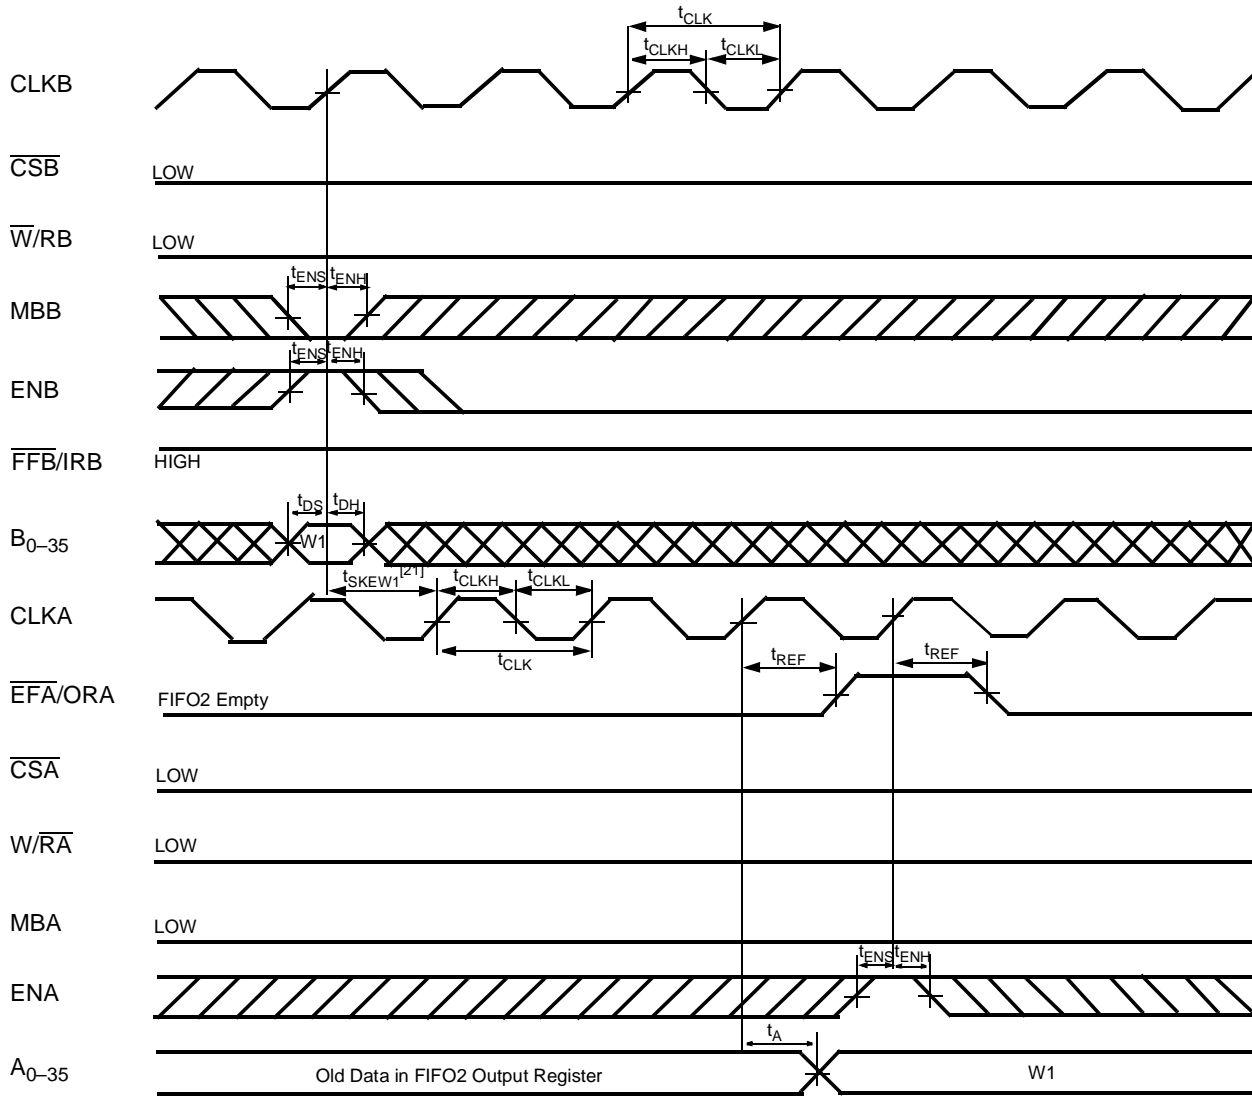 tCLK
tCLKH tCLKL
CLKB
CSB LOW
W/RB LOW
tENS tENH
MBB
tENS tENH
ENB
FFB/IRB HIGH
tDS tDH
B0–35 W1
tSKEW1[21] tCLKH tCLKL
CLKA
tCLK tREF tREF
EFA/ORA FIFO2 Empty
CSA LOW
W/RA LOW
MBA LOW
tENS tENH
ENA
tA
A0–35 Old Data in FIFO2 Output Register W1